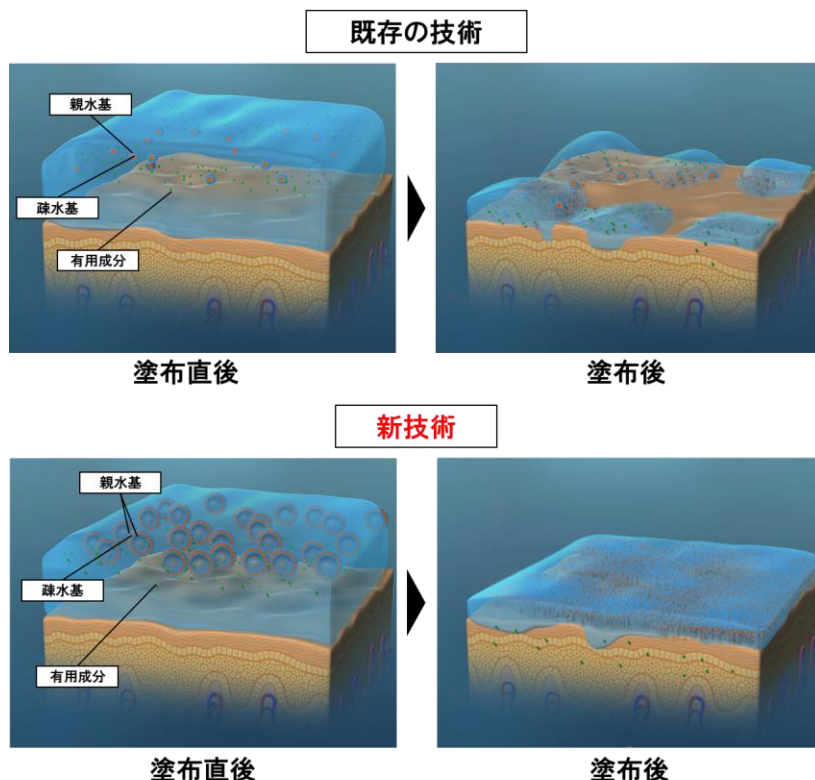 既存の技術
親水基
疎水基
有用成分
塗布直後
塗布後
新技術
親水基
疎水基
有用成分
塗布直後
塗布後